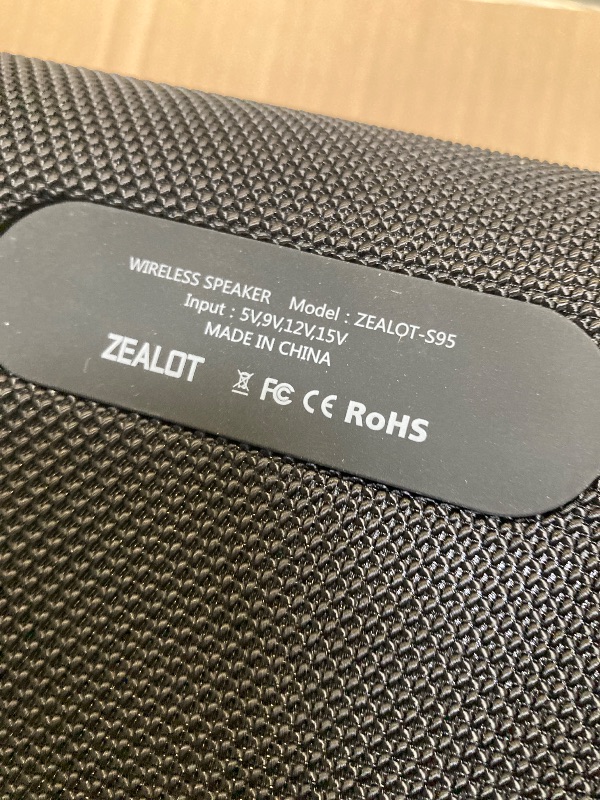 WIRELESS SPEAKER Model : ZEALOT-S95
Input : 5V,9V,12V,15V
MADE IN CHINA
ZEALOT FC CE RoHS